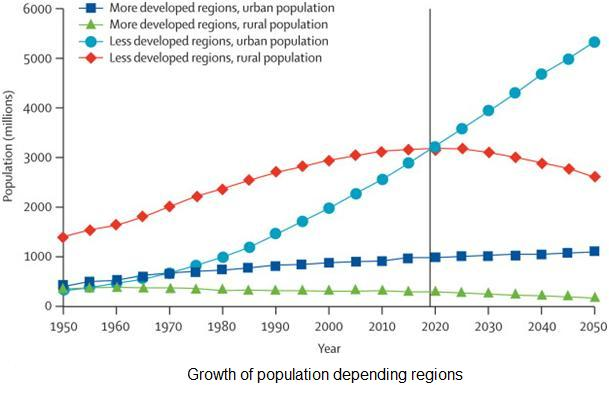 6000
5000
4000
3000
2000
1000
0
Population (millions)
More developed regions, urban population
More developed regions, rural population
Less developed regions, urban population
Less developed regions, rural population
1950 1960 1970 1980 1990 2000 2010 2020 2030 2040 2050
Year
Growth of population depending regions